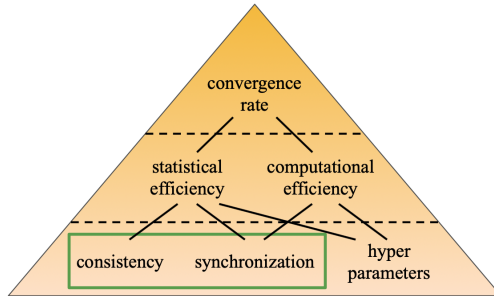 convergence
rate
statistical
efficiency
computational
efficiency
consistency
synchronization
hyper
parameters